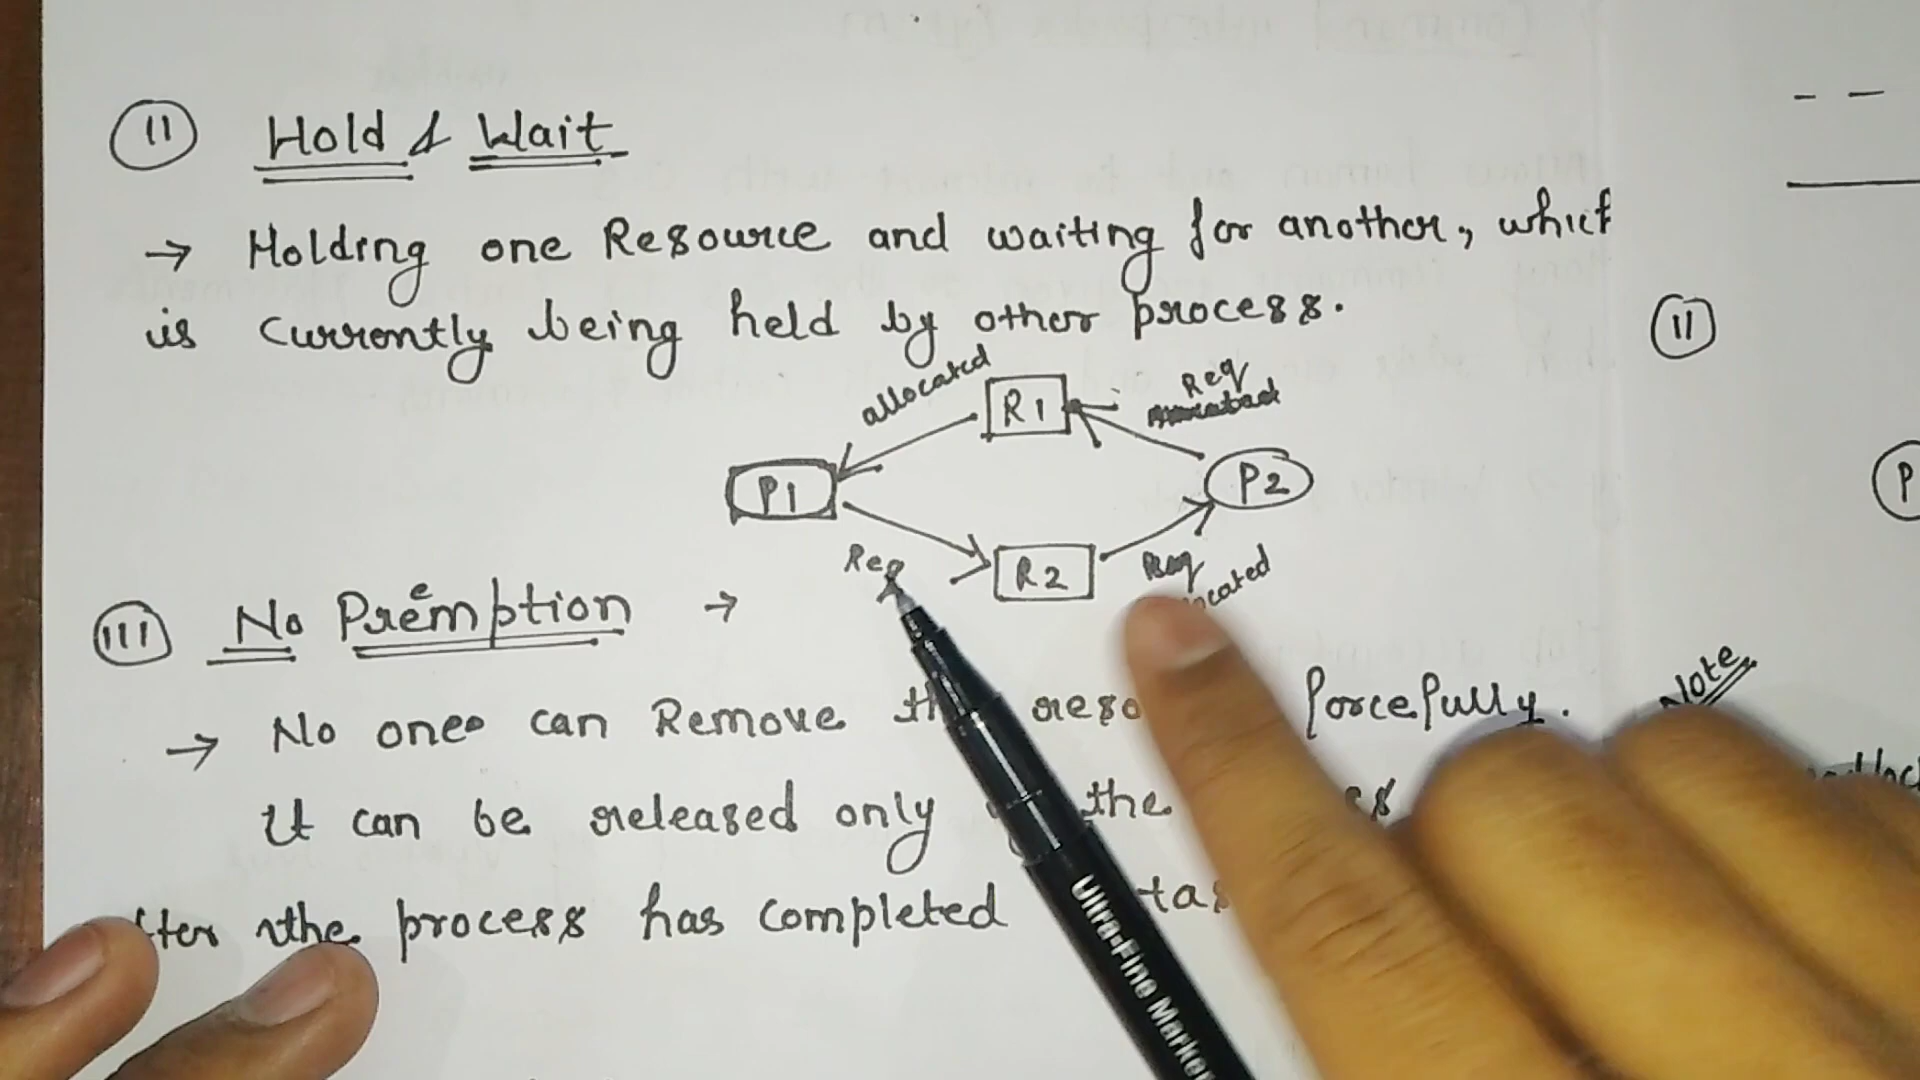 II Hold & Wait
→ Holding one Resource and waiting for another, which
is currently being held by other process.
allocated R1 Req
P1 P2
Req R2
III No Preemption →
→ No one can Remove forcefully.
It can be released only the
the process has completed
Ultra-Fine Marker
II
P
Note